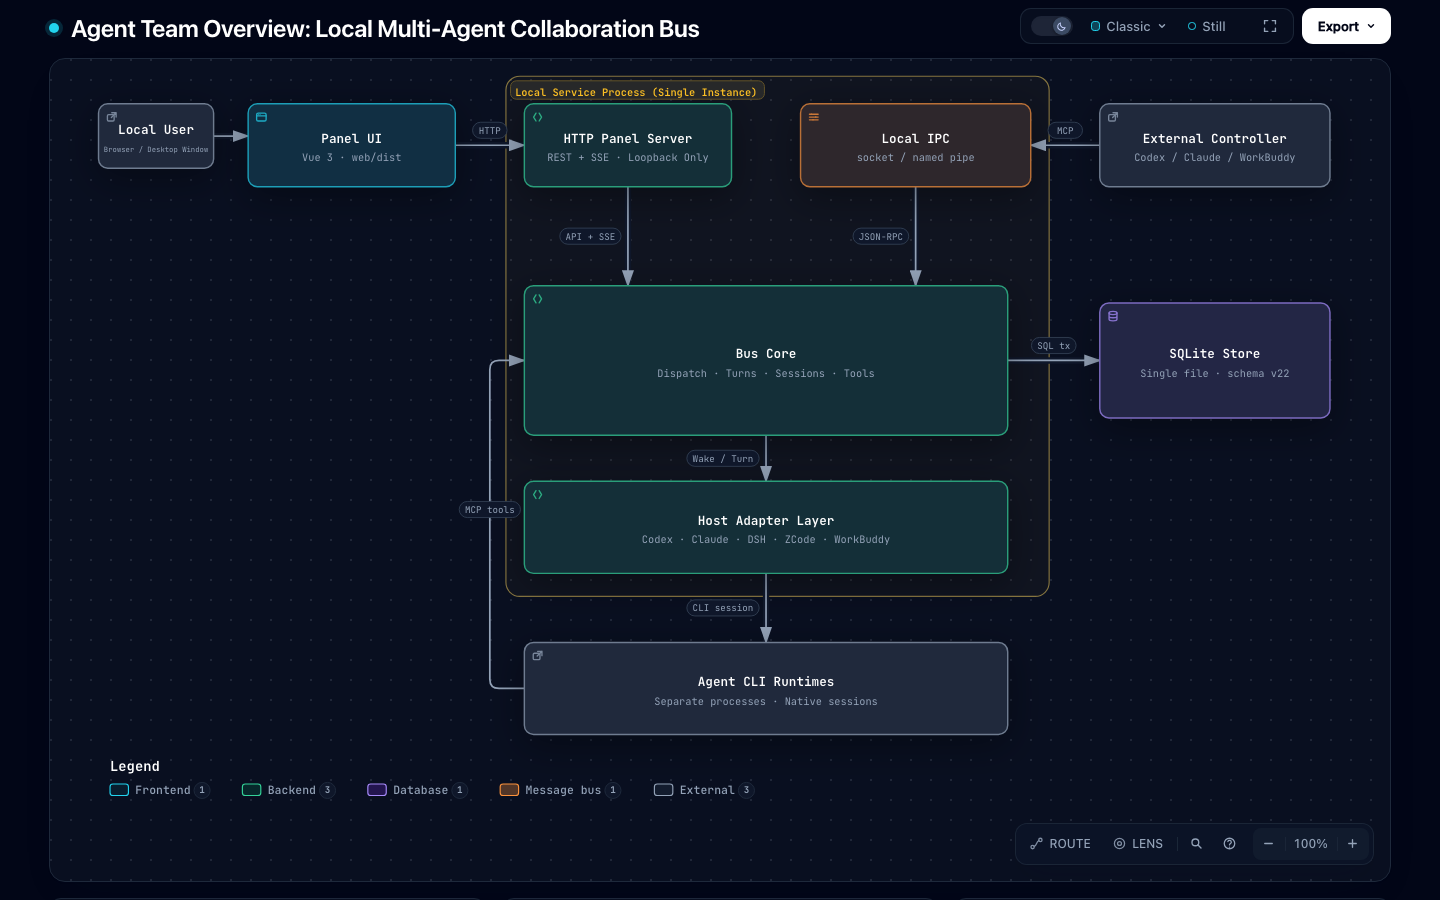 Agent Team Overview: Local Multi-Agent Collaboration Bus
Classic
Still
Export
Local Service Process (Single Instance)
Local User
Browser / Desktop Window
Panel UI
Vue 3 · web/dist
HTTP
HTTP Panel Server
REST + SSE · Loopback Only
Local IPC
socket / named pipe
MCP
External Controller
Codex / Claude / WorkBuddy
API + SSE
JSON-RPC
Bus Core
Dispatch · Turns · Sessions · Tools
SQL tx
SQLite Store
Single file · schema v22
Wake / Turn
MCP tools
Host Adapter Layer
Codex · Claude · DSH · ZCode · WorkBuddy
CLI session
Agent CLI Runtimes
Separate processes · Native sessions
Legend
Frontend 1
Backend 3
Database 1
Message bus 1
External 3
ROUTE
LENS
100%